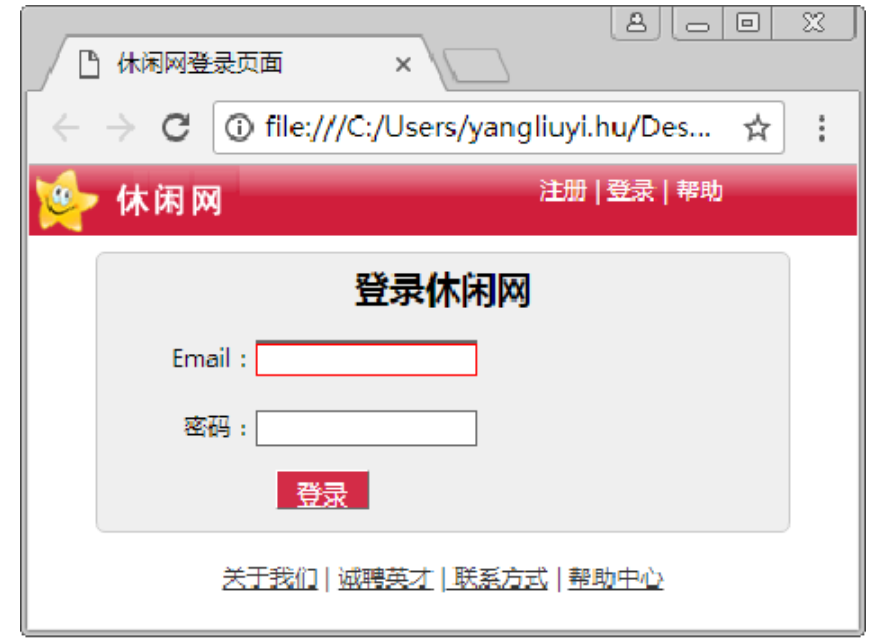 休闲网登录页面
file:///C:/Users/yangliuyi.hu/Des...
休闲网 注册 | 登录 | 帮助
登录休闲网
Email：
密码：
登录
关于我们 | 诚聘英才 | 联系方式 | 帮助中心